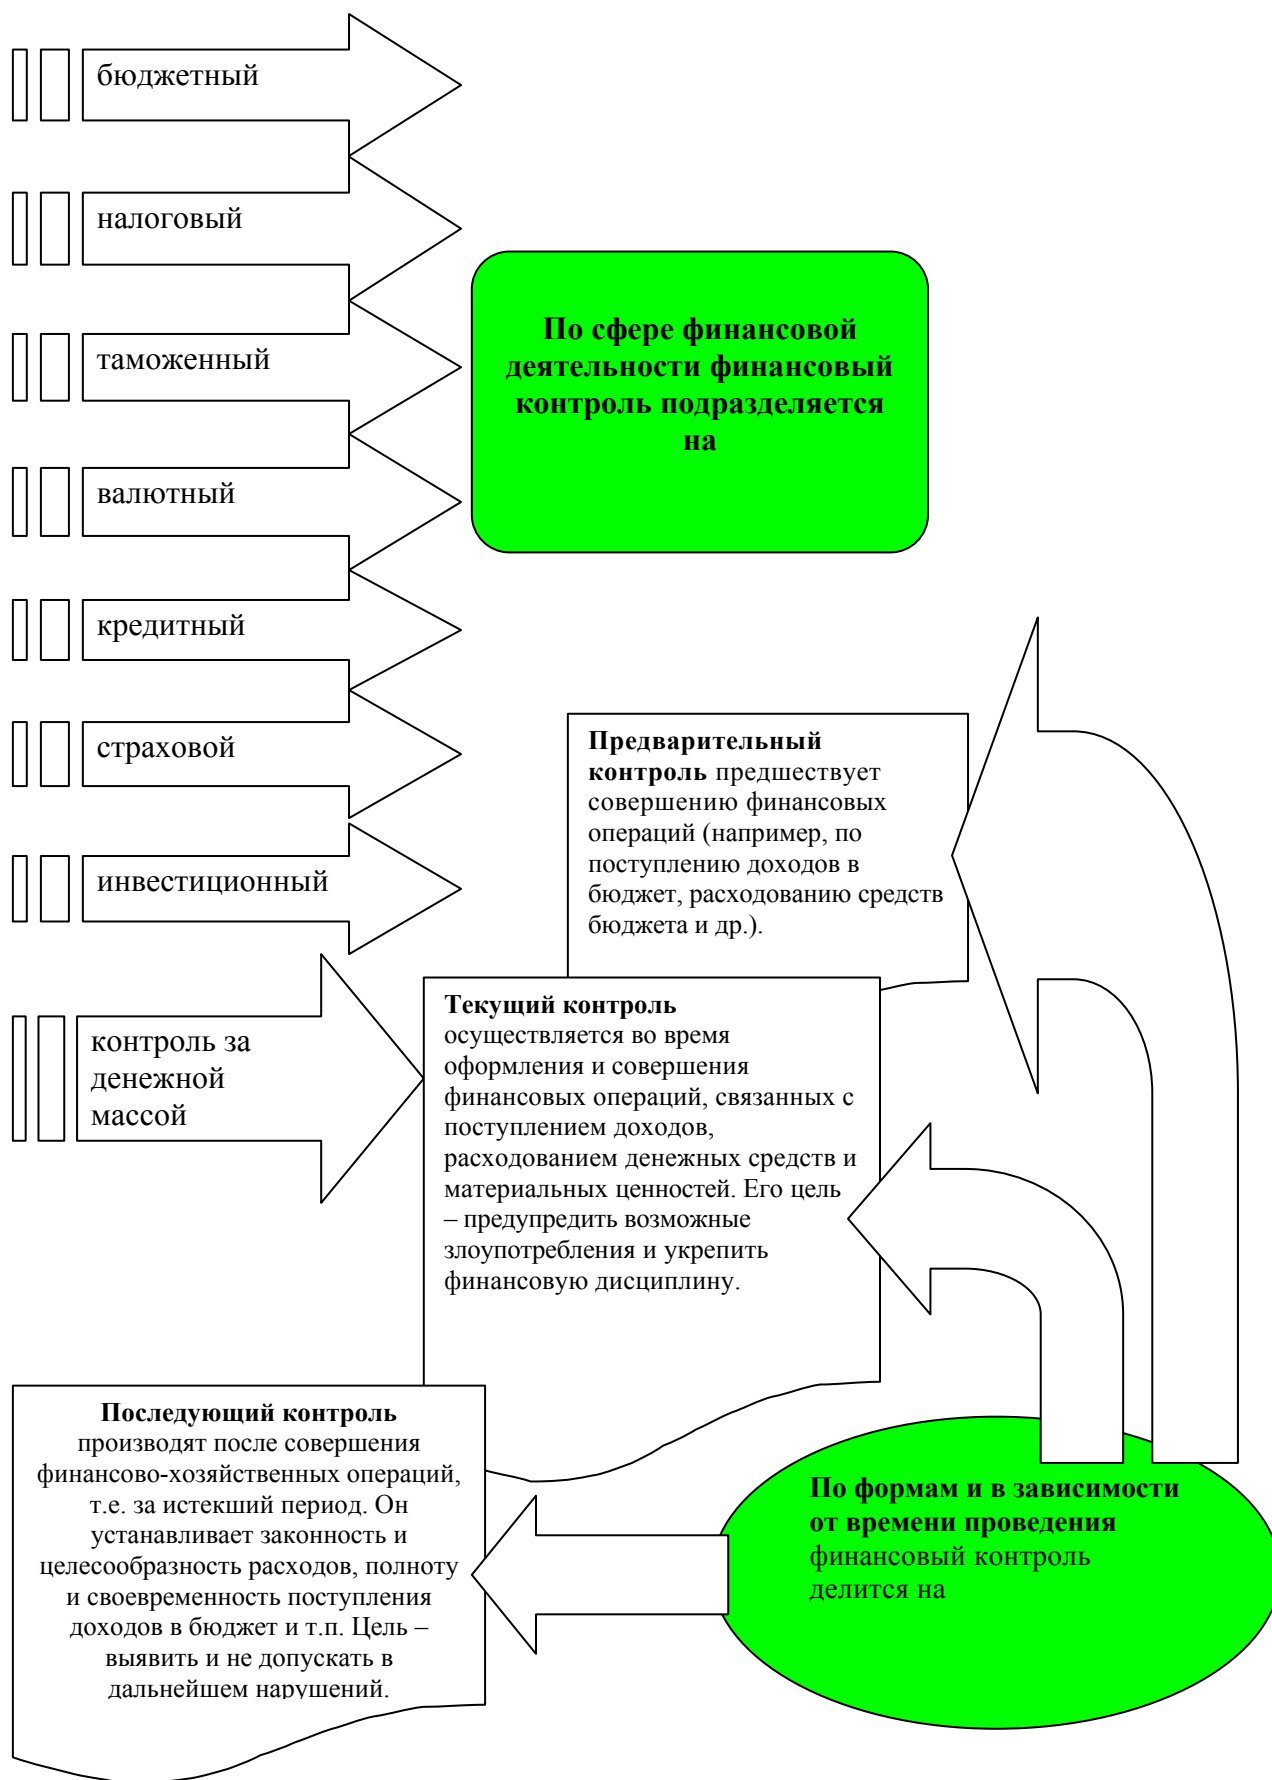 бюджетный
налоговый
таможенный
валютный
кредитный
страховой
инвестиционный
контроль за
денежной
массой
По сфере финансовой
деятельности финансовый
контроль подразделяется
на
Предварительный
контроль предшествует
совершению финансовых
операций (например, по
поступлению доходов в
бюджет, расходованию средств
бюджета и др.).
Текущий контроль
осуществляется во время
оформления и совершения
финансовых операций, связанных с
поступлением доходов,
расходованием денежных средств и
материальных ценностей. Его цель
– предупредить возможные
злоупотребления и укрепить
финансовую дисциплину.
Последующий контроль
производят после совершения
финансово-хозяйственных операций,
т.е. за истекший период. Он
устанавливает законность и
целесообразность расходов, полноту
и своевременность поступления
доходов в бюджет и т.п. Цель –
выявить и не допускать в
дальнейшем нарушений.
По формам и в зависимости
от времени проведения
финансовый контроль
делится на